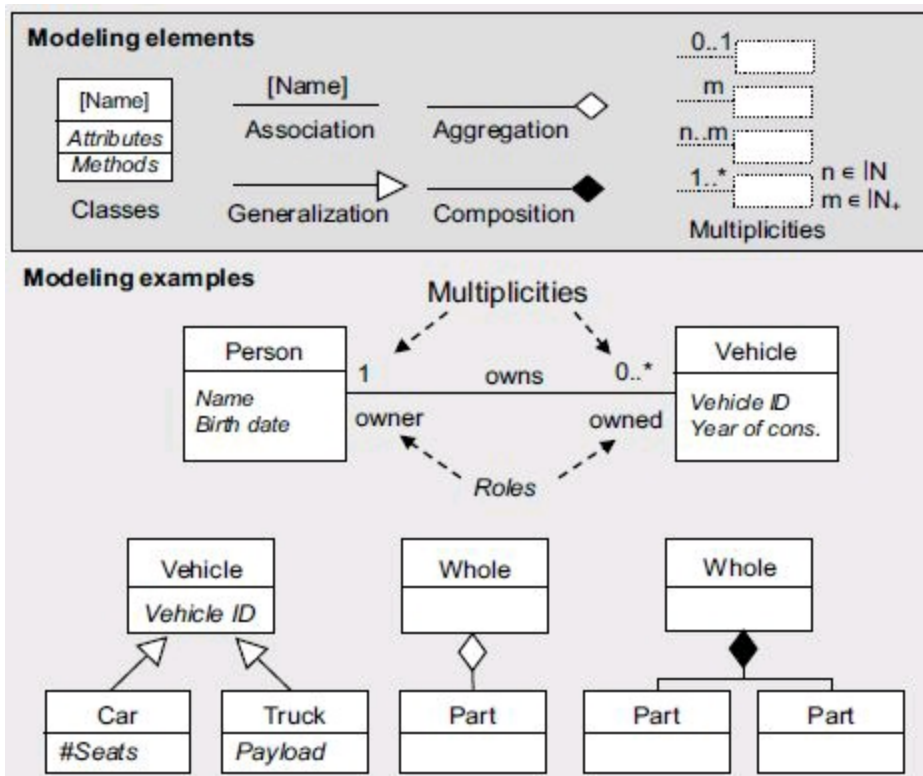 Modeling elements
[Name]
Attributes
Methods
Classes
[Name]
Association
Aggregation
Generalization
Composition
0..1
m
n..m
1..*
n ∈ |N
m ∈ |N₊
Multiplicities
Modeling examples
Multiplicities
Person
Name
Birth date
1
owns
0..*
owner
owned
Vehicle
Vehicle ID
Year of cons.
Roles
Vehicle
Vehicle ID
Car
#Seats
Truck
Payload
Whole
Part
Whole
Part
Part